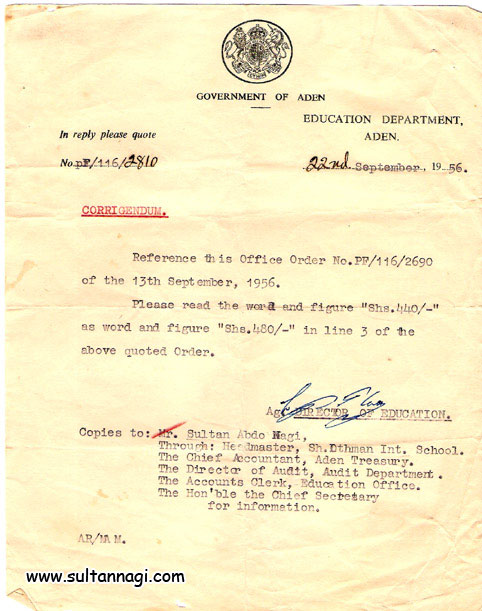 GOVERNMENT OF ADEN
EDUCATION DEPARTMENT,
ADEN.
In reply please quote
No. PF/116/2810
22nd September, 1956.
CORRIGENDUM.
Reference this Office Order No.PF/116/2690
of the 13th September, 1956.
Please read the word and figure "Shs.440/-"
as word and figure "Shs.480/-" in line 3 of the
above quoted Order.
Ag. DIRECTOR OF EDUCATION.
Copies to: Mr. Sultan Abdo Nagi,
Through: Headmaster, Sh.Othman Int. School.
The Chief Accountant, Aden Treasury.
The Director of Audit, Audit Department.
The Accounts Clerk, Education Office.
The Hon'ble the Chief Secretary
for information.
AR/MAM.
www.sultannagi.com